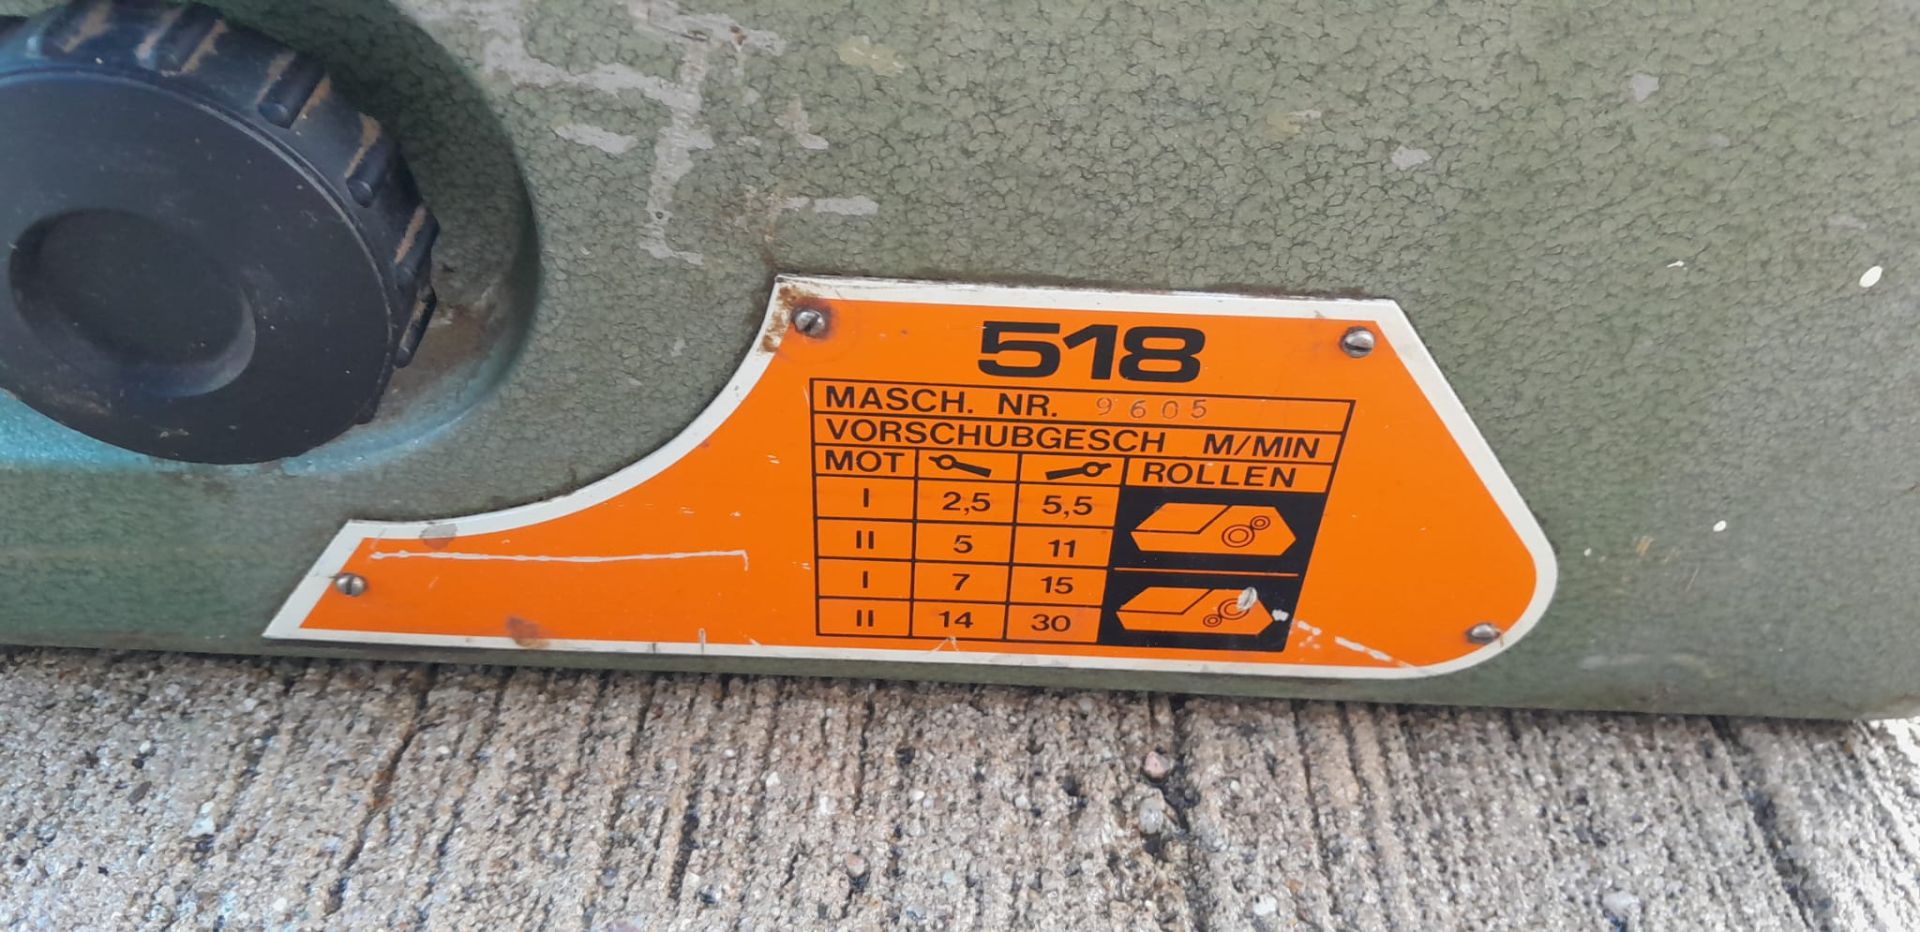 518
MASCH. NR. 9605
VORSCHUBGESCH M/MIN
MOT ROLLEN
I 2,5 5,5
II 5 11
I 7 15
II 14 30